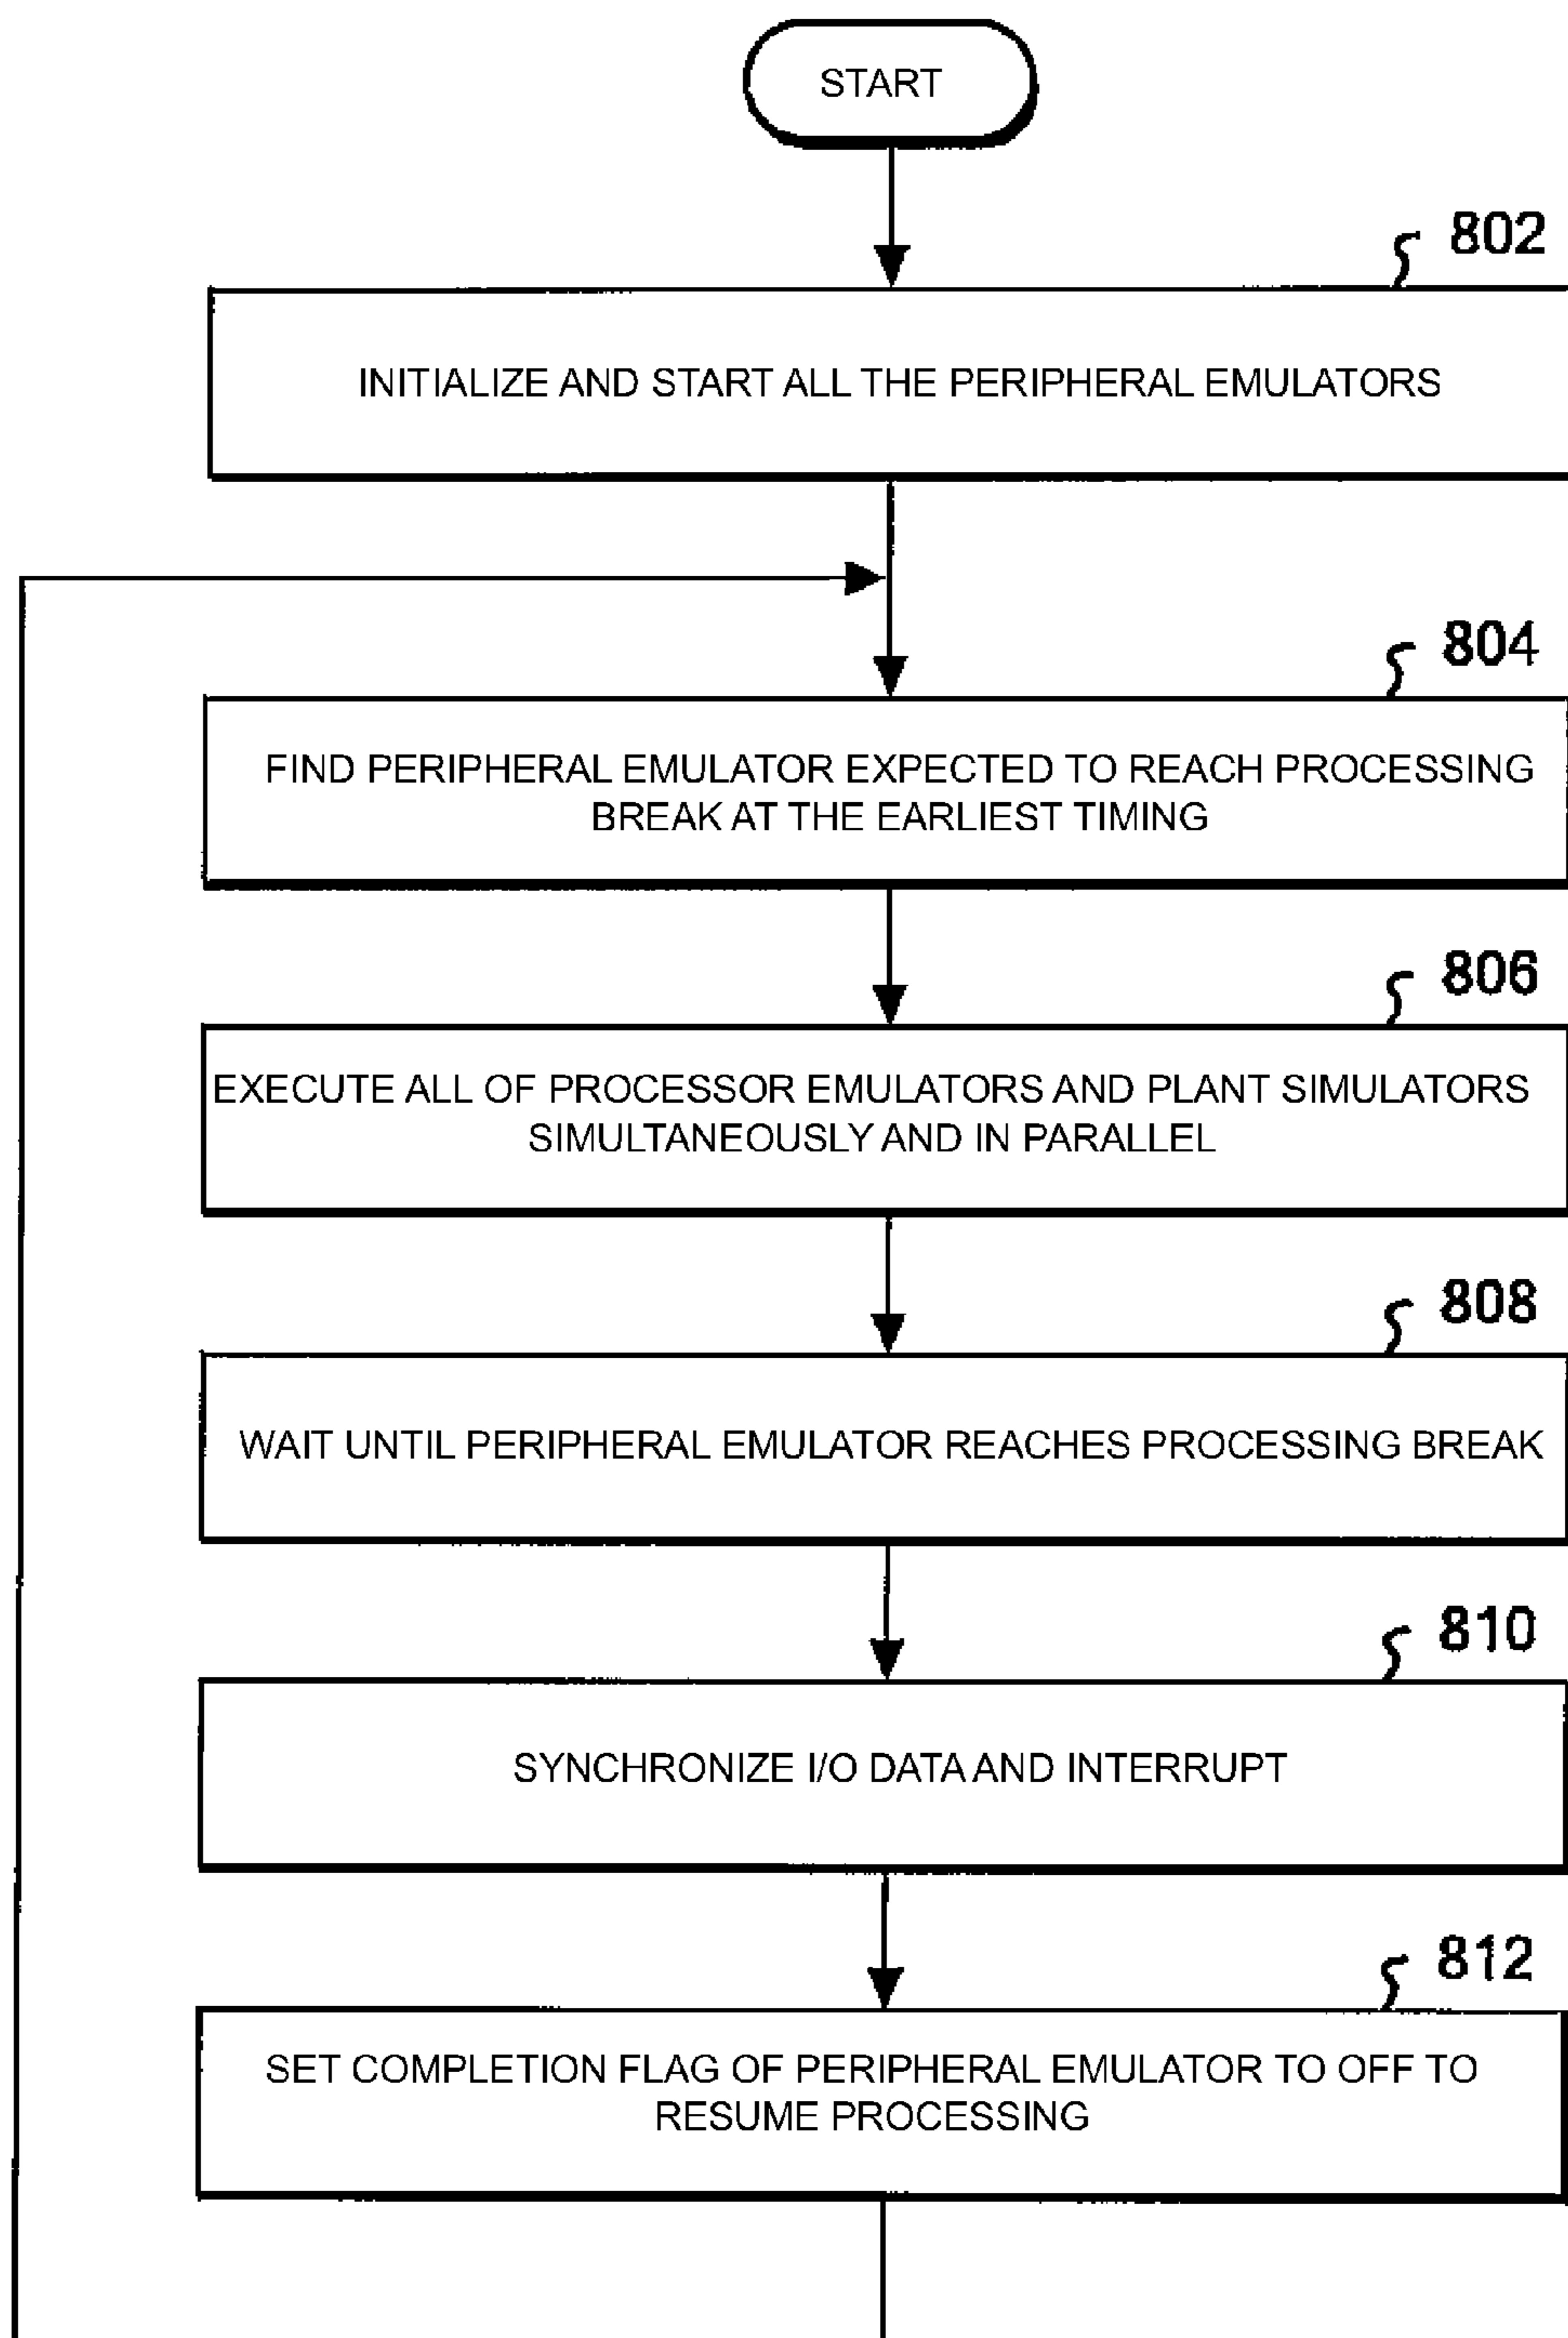 START
802
INITIALIZE AND START ALL THE PERIPHERAL EMULATORS
804
FIND PERIPHERAL EMULATOR EXPECTED TO REACH PROCESSING
BREAK AT THE EARLIEST TIMING
806
EXECUTE ALL OF PROCESSOR EMULATORS AND PLANT SIMULATORS
SIMULTANEOUSLY AND IN PARALLEL
808
WAIT UNTIL PERIPHERAL EMULATOR REACHES PROCESSING BREAK
810
SYNCHRONIZE I/O DATA AND INTERRUPT
812
SET COMPLETION FLAG OF PERIPHERAL EMULATOR TO OFF TO
RESUME PROCESSING